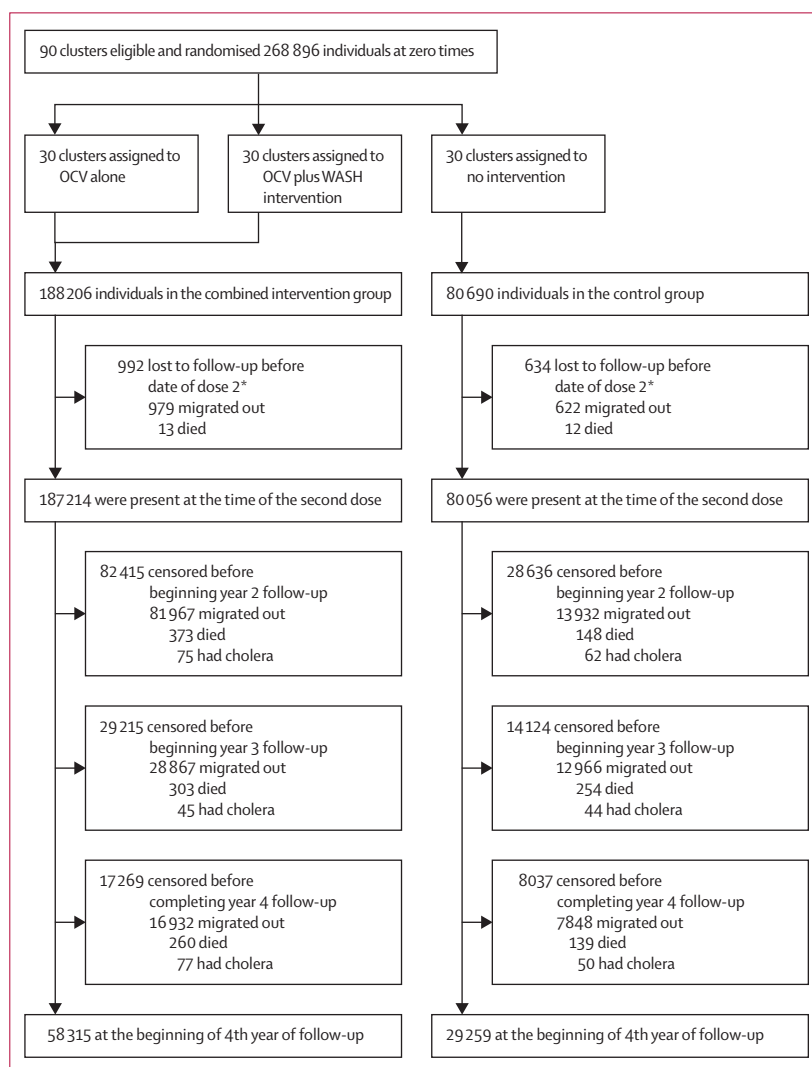 90 clusters eligible and randomised 268 896 individuals at zero times
30 clusters assigned to
OCV alone
30 clusters assigned to
OCV plus WASH
intervention
30 clusters assigned to
no intervention
188 206 individuals in the combined intervention group
80 690 individuals in the control group
992 lost to follow-up before
date of dose 2*
979 migrated out
13 died
634 lost to follow-up before
date of dose 2*
622 migrated out
12 died
187 214 were present at the time of the second dose
80 056 were present at the time of the second dose
82 415 censored before
beginning year 2 follow-up
81 967 migrated out
373 died
75 had cholera
28 636 censored before
beginning year 2 follow-up
13 932 migrated out
148 died
62 had cholera
29 215 censored before
beginning year 3 follow-up
28 867 migrated out
303 died
45 had cholera
14 124 censored before
beginning year 3 follow-up
12 966 migrated out
254 died
44 had cholera
17 269 censored before
completing year 4 follow-up
16 932 migrated out
260 died
77 had cholera
8037 censored before
completing year 4 follow-up
7848 migrated out
139 died
50 had cholera
58 315 at the beginning of 4th year of follow-up
29 259 at the beginning of 4th year of follow-up